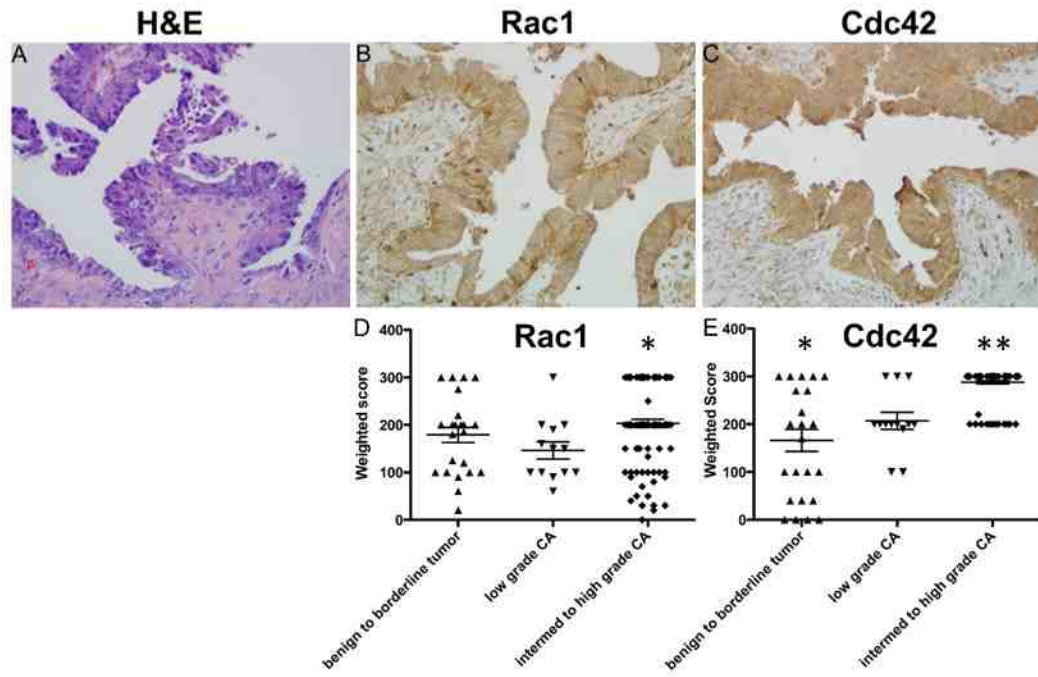 H&E
Rac1
Cdc42
A
B
C
D
Rac1
*
Weighted score
400
300
200
100
0
benign to borderline tumor
low grade CA
intermed to high grade CA
E
Cdc42
*
**
Weighted Score
400
300
200
100
0
benign to borderline tumor
low grade CA
intermed to high grade CA